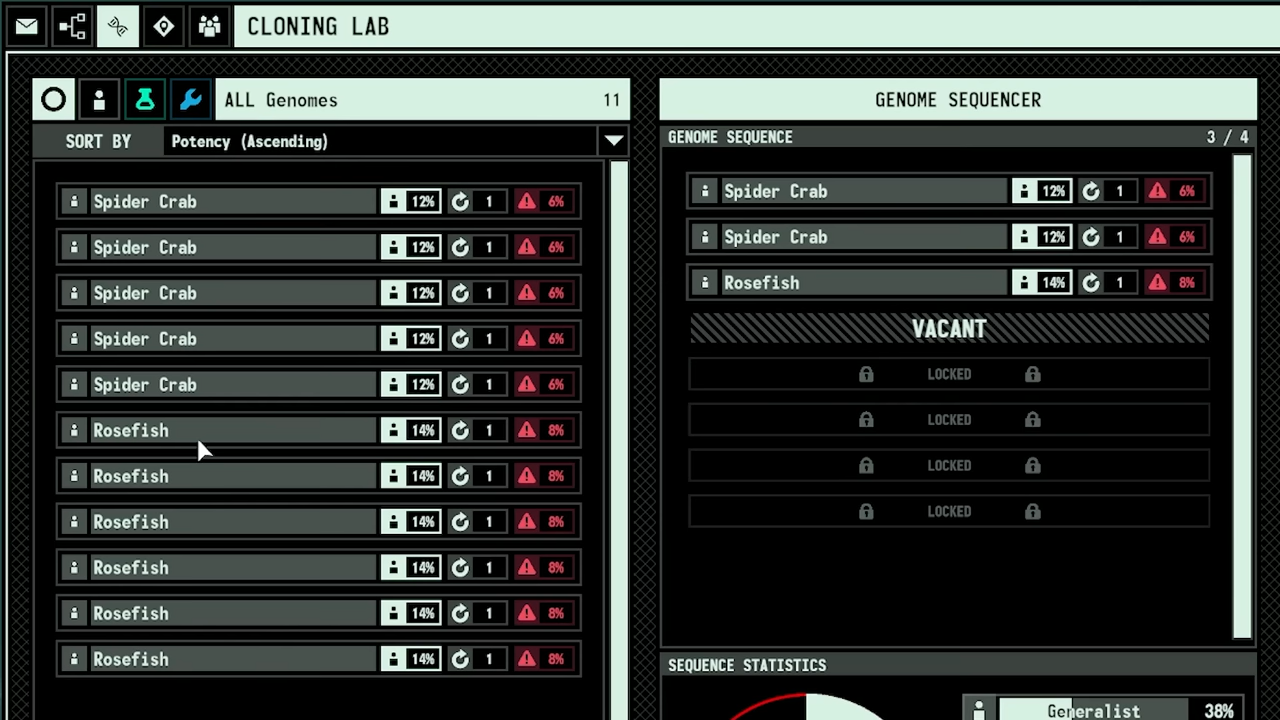 CLONING LAB
ALL Genomes 11
SORT BY Potency (Ascending)
Spider Crab 12% 1 6%
Spider Crab 12% 1 6%
Spider Crab 12% 1 6%
Spider Crab 12% 1 6%
Spider Crab 12% 1 6%
Rosefish 14% 1 8%
Rosefish 14% 1 8%
Rosefish 14% 1 8%
Rosefish 14% 1 8%
Rosefish 14% 1 8%
Rosefish 14% 1 8%
GENOME SEQUENCER
GENOME SEQUENCE 3 / 4
Spider Crab 12% 1 6%
Spider Crab 12% 1 6%
Rosefish 14% 1 8%
VACANT
LOCKED
LOCKED
LOCKED
LOCKED
SEQUENCE STATISTICS
Generalist 38%